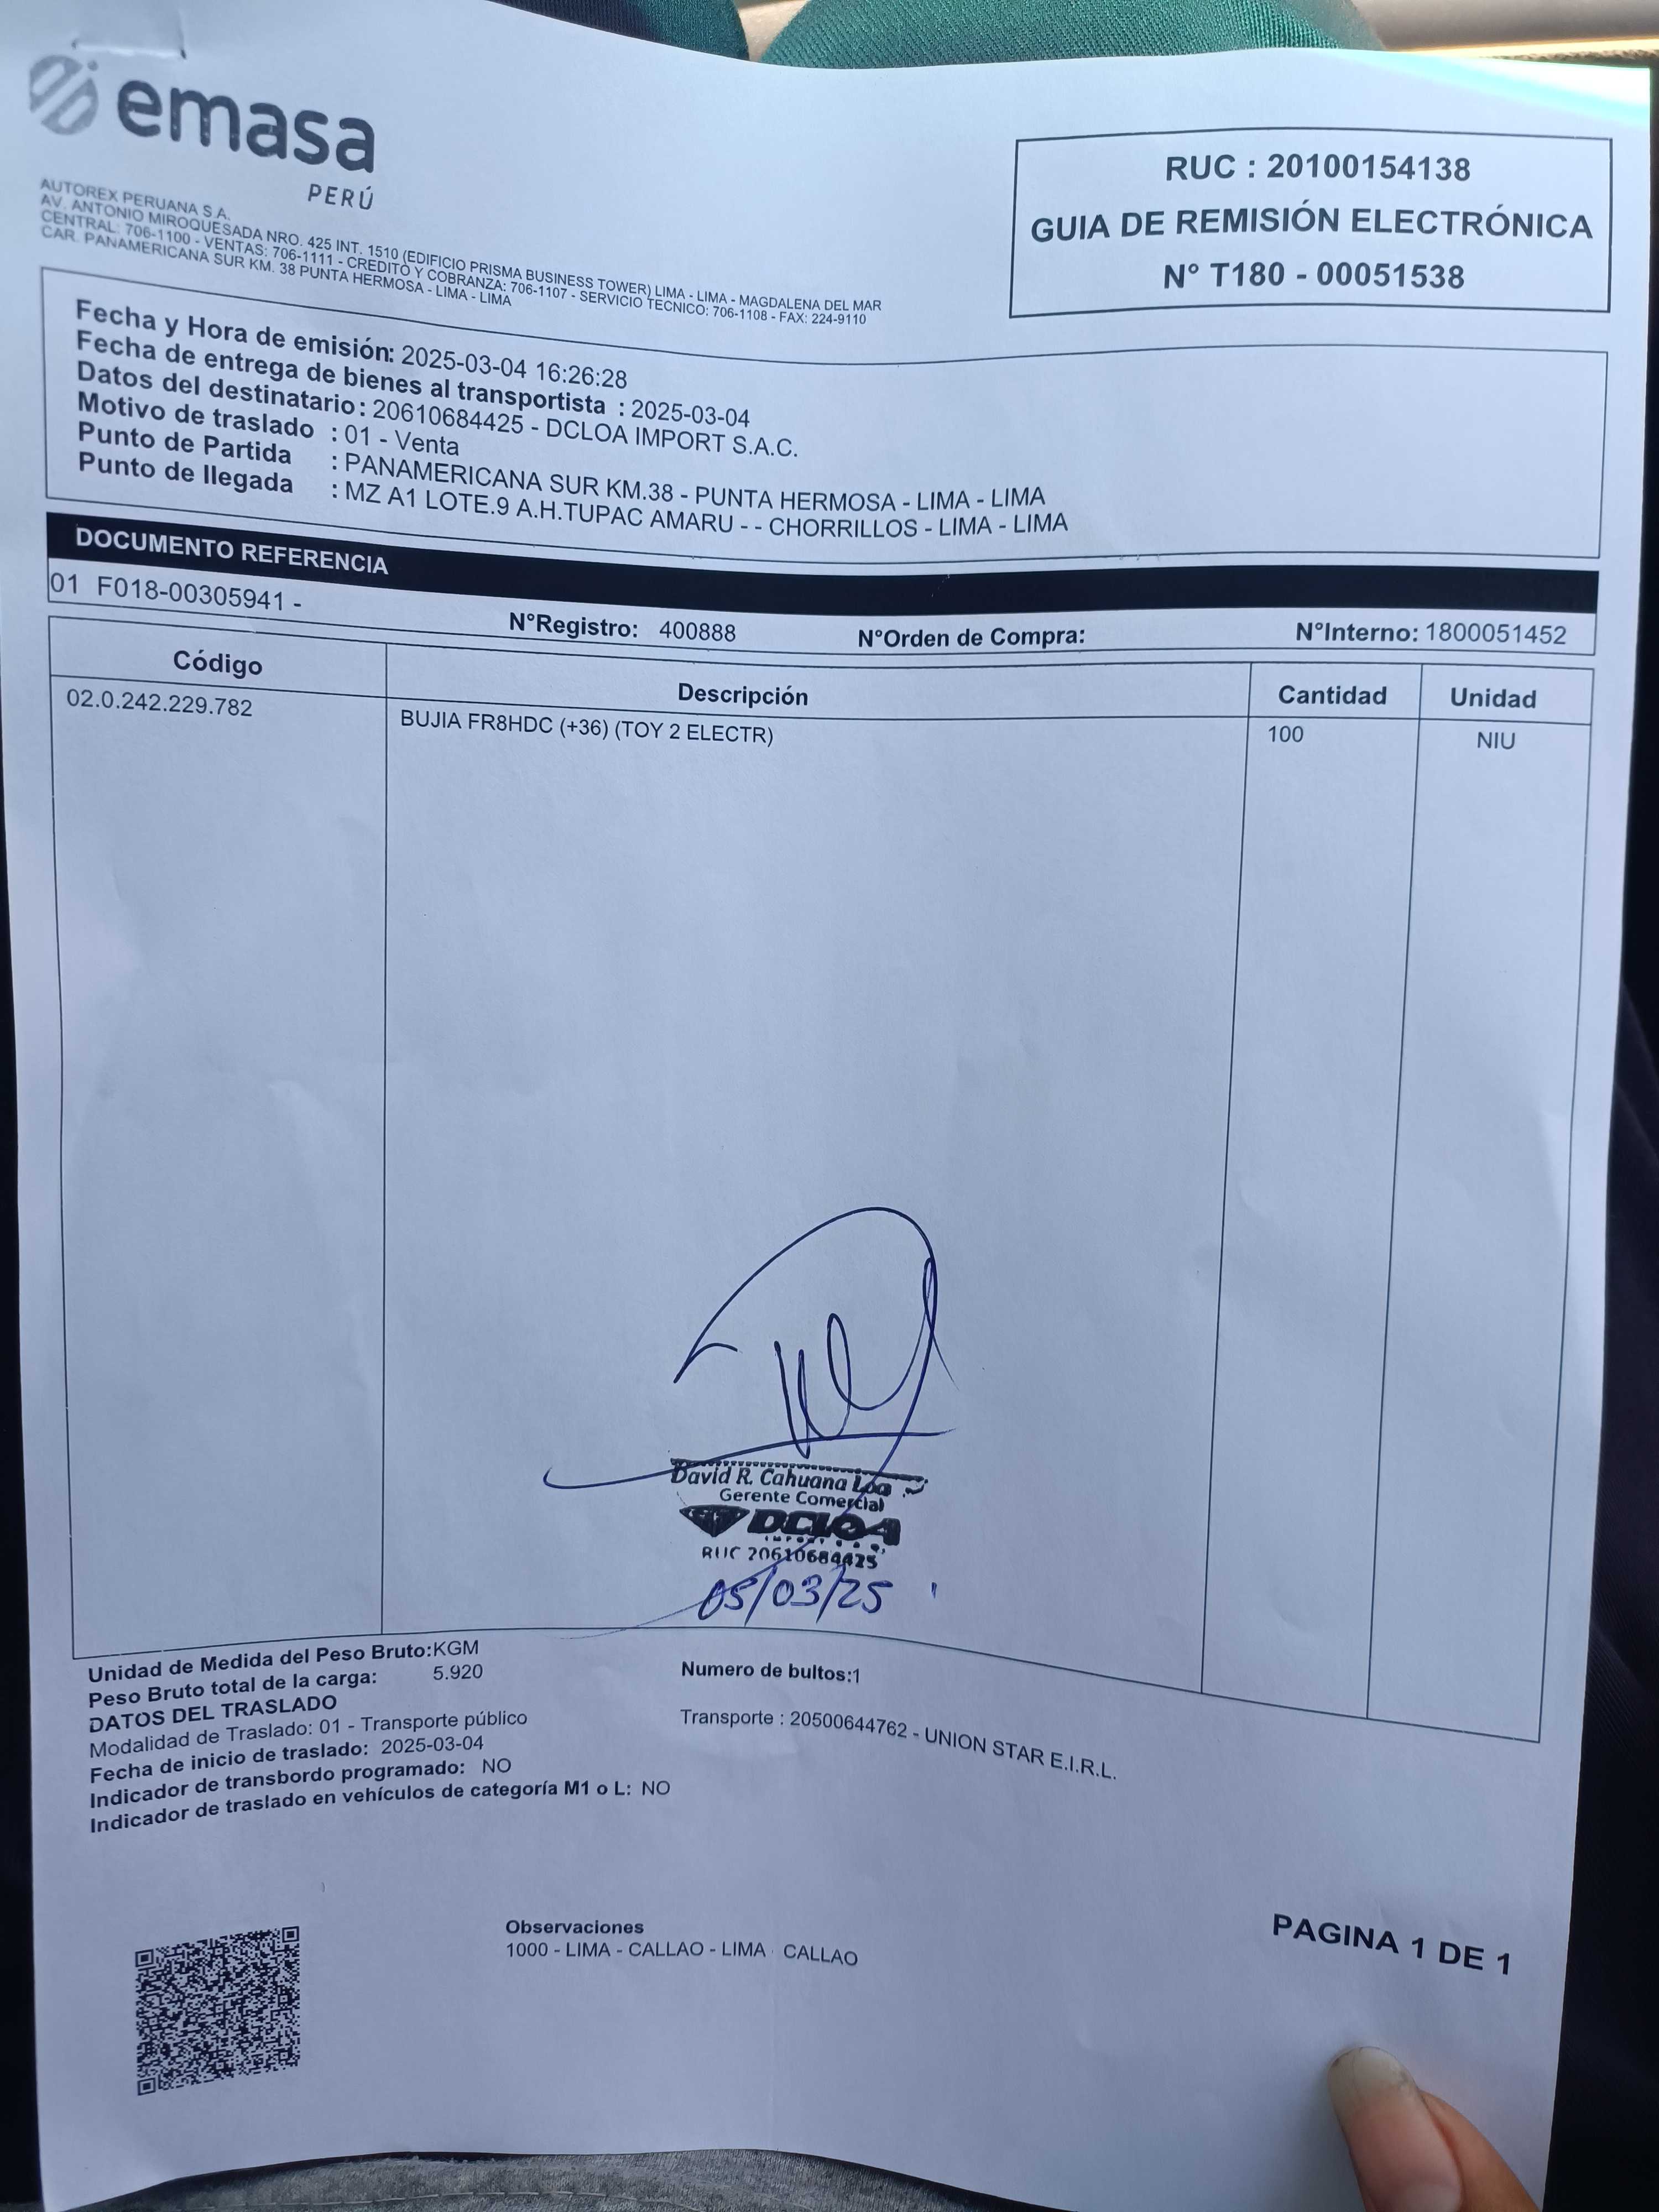 emasa
PERÚ
AUTOREX PERUANA S.A.
AV. ANTONIO MIROQUESADA NRO. 425 INT. 1510 (EDIFICIO PRISMA BUSINESS TOWER) LIMA - LIMA - MAGDALENA DEL MAR
CENTRAL: 706-1100 - VENTAS: 706-1111 - CREDITO Y COBRANZA: 706-1107 - SERVICIO TECNICO: 706-1108 - FAX: 224-9110
CAR. PANAMERICANA SUR KM. 38 PUNTA HERMOSA - LIMA - LIMA
RUC : 20100154138
GUIA DE REMISIÓN ELECTRÓNICA
N° T180 - 00051538
Fecha y Hora de emisión: 2025-03-04 16:26:28
Fecha de entrega de bienes al transportista : 2025-03-04
Datos del destinatario: 20610684425 - DCLOA IMPORT S.A.C.
Motivo de traslado : 01 - Venta
Punto de Partida : PANAMERICANA SUR KM.38 - PUNTA HERMOSA - LIMA - LIMA
Punto de llegada : MZ A1 LOTE.9 A.H.TUPAC AMARU - - CHORRILLOS - LIMA - LIMA
DOCUMENTO REFERENCIA
01 F018-00305941 - N°Registro: 400888 N°Orden de Compra: N°Interno: 1800051452
Código Descripción Cantidad Unidad
02.0.242.229.782 BUJIA FR8HDC (+36) (TOY 2 ELECTR) 100 NIU
David R. Cahuana Loa
Gerente Comercial
DCLOA
RUC 20610684425
05/03/25
Unidad de Medida del Peso Bruto:KGM
Peso Bruto total de la carga: 5.920 Numero de bultos:1
DATOS DEL TRASLADO
Modalidad de Traslado: 01 - Transporte público Transporte : 20500644762 - UNION STAR E.I.R.L.
Fecha de inicio de traslado: 2025-03-04
Indicador de transbordo programado: NO
Indicador de traslado en vehículos de categoría M1 o L: NO
Observaciones
1000 - LIMA - CALLAO - LIMA CALLAO
PAGINA 1 DE 1